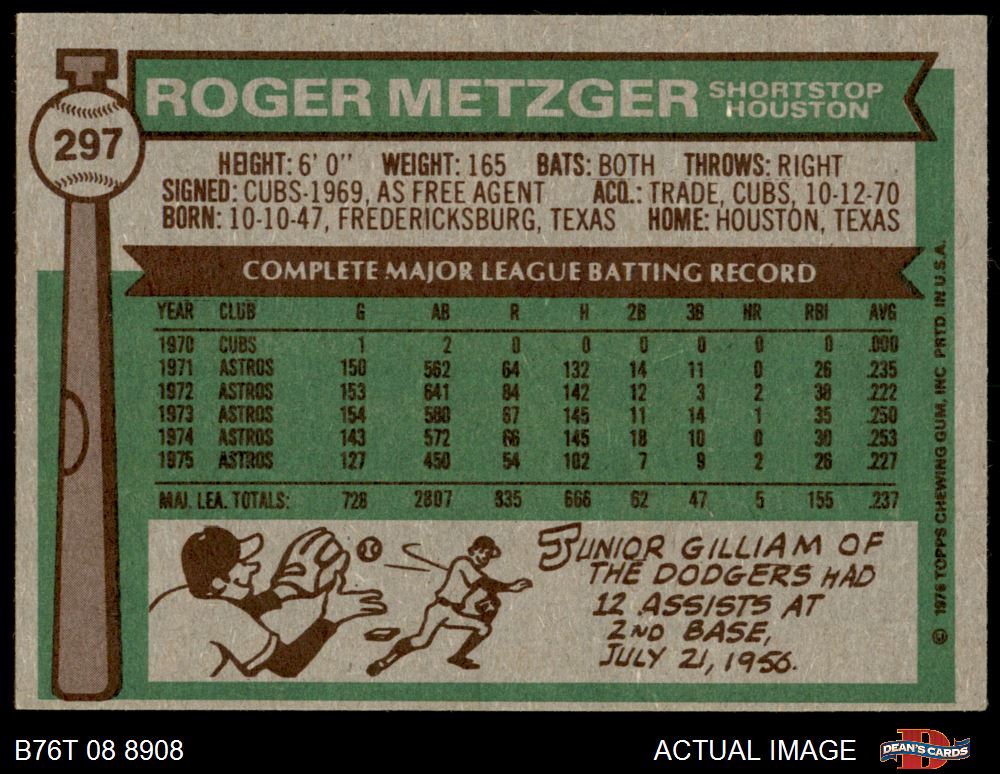 ROGER METZGER SHORTSTOP
HOUSTON
297
HEIGHT: 6' 0" WEIGHT: 165 BATS: BOTH THROWS: RIGHT
SIGNED: CUBS-1969, AS FREE AGENT ACQ.: TRADE, CUBS, 10-12-70
BORN: 10-10-47, FREDERICKSBURG, TEXAS HOME: HOUSTON, TEXAS
COMPLETE MAJOR LEAGUE BATTING RECORD
YEAR CLUB G AB R H 2B 3B HR RBI AVG
1970 CUBS 1 2 0 0 0 0 0 0 .000
1971 ASTROS 150 562 64 132 14 11 0 26 .235
1972 ASTROS 153 641 84 142 12 3 2 38 .222
1973 ASTROS 154 580 67 145 11 14 1 35 .250
1974 ASTROS 143 572 66 145 18 10 0 30 .253
1975 ASTROS 127 450 54 102 7 9 2 26 .227
MAJ. LEA. TOTALS: 728 2807 335 666 62 47 5 155 .237
JUNIOR GILLIAM OF
THE DODGERS HAD
12 ASSISTS AT
2ND BASE,
JULY 21, 1956.
© 1976 TOPPS CHEWING GUM, INC PRTD. IN U.S.A.
B76T 08 8908 ACTUAL IMAGE DEAN'S CARDS